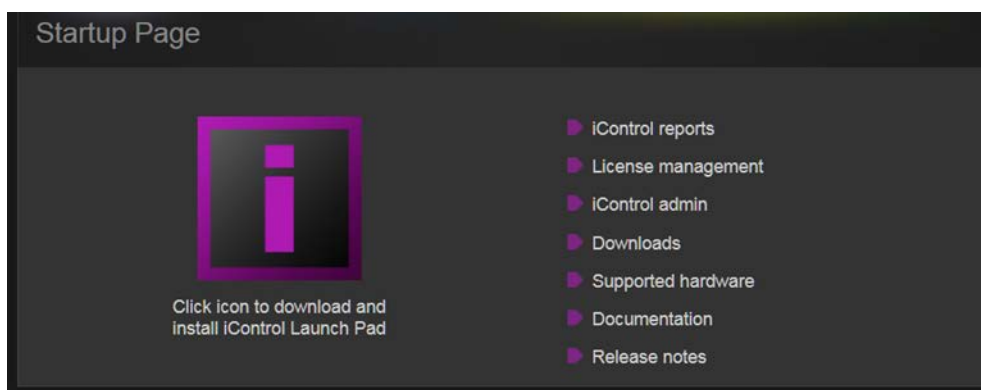 Startup Page
i
Click icon to download and
install iControl Launch Pad
iControl reports
License management
iControl admin
Downloads
Supported hardware
Documentation
Release notes